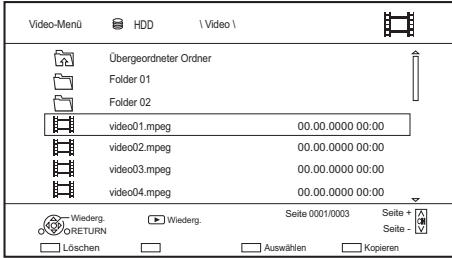 Video-Menü HDD \ Video \
Übergeordneter Ordner
Folder 01
Folder 02
video01.mpeg 00.00.0000 00:00
video02.mpeg 00.00.0000 00:00
video03.mpeg 00.00.0000 00:00
video04.mpeg 00.00.0000 00:00
Wiederg. Wiederg. Seite 0001/0003 Seite +
CH
RETURN Seite -
Löschen Auswählen Kopieren